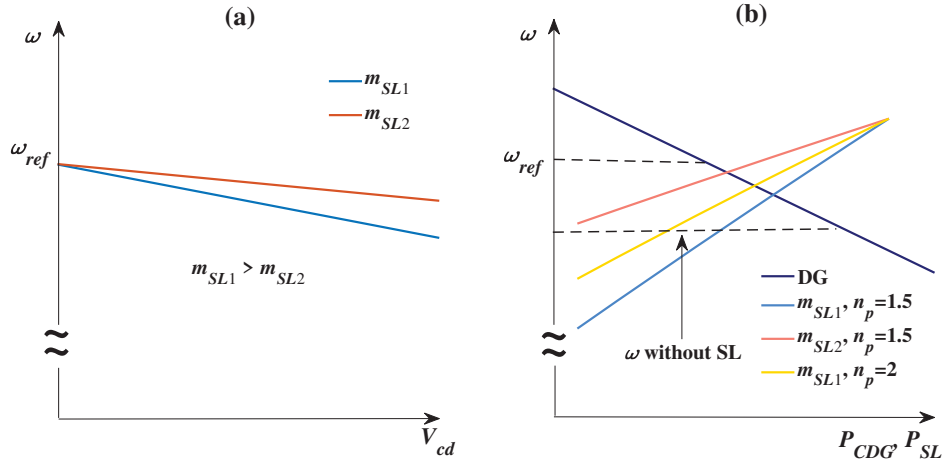 (a)
ω
m_SL1
m_SL2
ω_ref
m_SL1 > m_SL2
≈
V_cd
(b)
ω
ω_ref
DG
m_SL1, n_p=1.5
m_SL2, n_p=1.5
m_SL1, n_p=2
ω without SL
≈
P_CDG, P_SL